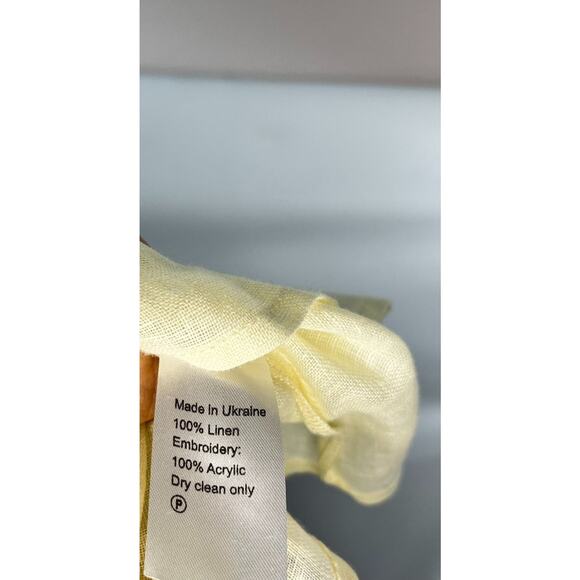 Made in Ukraine
100% Linen
Embroidery:
100% Acrylic
Dry clean only
Ⓟ